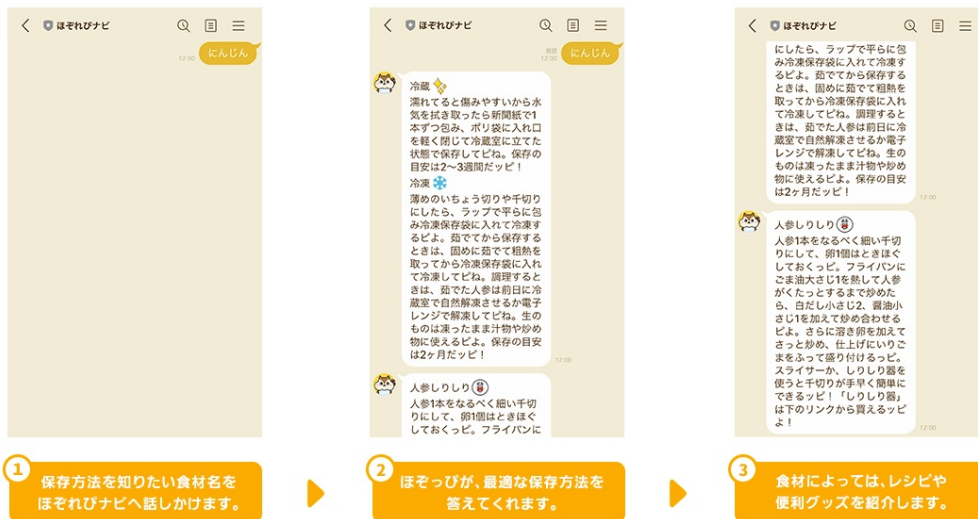 ほぞれぴナビ
にんじん
12:00
1
保存方法を知りたい食材名を
ほぞれぴナビへ話しかけます。
ほぞれぴナビ
既読
12:00
にんじん
冷蔵
濡れてると傷みやすいから水
気を拭き取ったら新聞紙で1
本ずつ包み、ポリ袋に入れ口
を軽く閉じて冷蔵室に立てた
状態で保存してピね。保存の
目安は2〜3週間だッピ！
冷凍
薄めのいちょう切りや千切り
にしたら、ラップで平らに包
み冷凍保存袋に入れて冷凍す
るピよ。茹でてから保存する
ときは、固めに茹でて粗熱を
取ってから冷凍保存袋に入れ
て冷凍してピね。調理すると
きは、茹でた人参は前日に冷
蔵室で自然解凍させるか電子
レンジで解凍してピね。生の
ものは凍ったまま汁物や炒め
物に使えるピよ。保存の目安
は2ヶ月だッピ！
12:00
人参しりしり
人参1本をなるべく細い千切
りにして、卵1個はときほぐ
しておくっピ。フライパンに
2
ほぞっぴが、最適な保存方法を
答えてくれます。
ほぞれぴナビ
にしたら、ラップで平らに包
み冷凍保存袋に入れて冷凍す
るピよ。茹でてから保存する
ときは、固めに茹でて粗熱を
取ってから冷凍保存袋に入れ
て冷凍してピね。調理すると
きは、茹でた人参は前日に冷
蔵室で自然解凍させるか電子
レンジで解凍してピね。生の
ものは凍ったまま汁物や炒め
物に使えるピよ。保存の目安
は2ヶ月だッピ！
12:00
人参しりしり
人参1本をなるべく細い千切
りにして、卵1個はときほぐ
しておくっピ。フライパンに
ごま油大さじ1を熱して人参
がくたっとするまで炒めた
ら、白だし小さじ2、醤油小
さじ1を加えて炒め合わせる
ピよ。さらに溶き卵を加えて
さっと炒め、仕上げにいりご
まをふって盛り付けるっピ。
スライサーか、しりしり器を
使うと千切りが手早く簡単に
できるッピ！「しりしり器」
は下のリンクから買えるッピ
よ！
12:00
3
食材によっては、レシピや
便利グッズを紹介します。